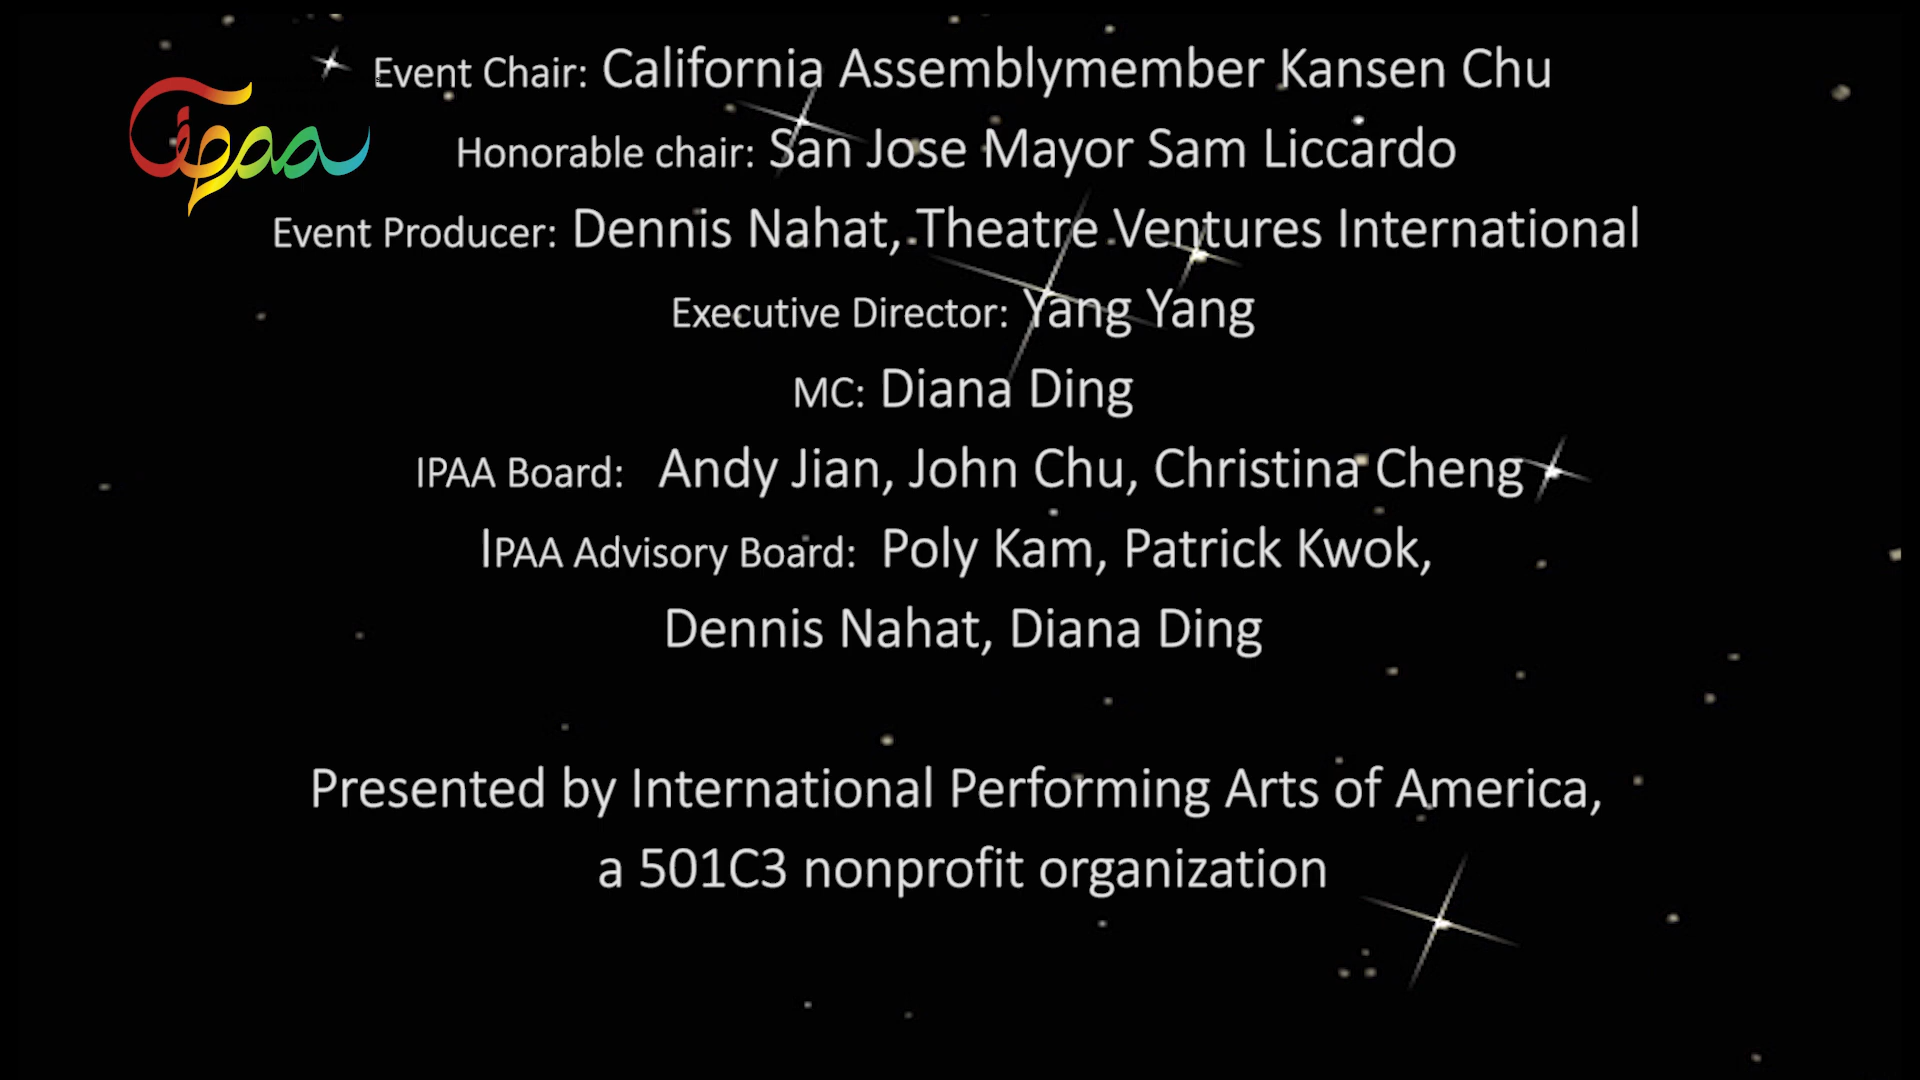 Event Chair: California Assemblymember Kansen Chu
ipaa
Honorable chair: San Jose Mayor Sam Liccardo
Event Producer: Dennis Nahat, Theatre Ventures International
Executive Director: Yang Yang
MC: Diana Ding
IPAA Board: Andy Jian, John Chu, Christina Cheng
IPAA Advisory Board: Poly Kam, Patrick Kwok,
Dennis Nahat, Diana Ding
Presented by International Performing Arts of America,
a 501C3 nonprofit organization